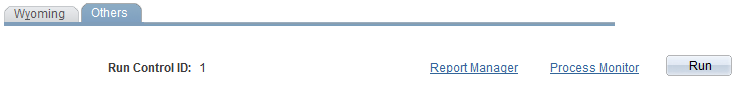 Wyoming Others
Run Control ID: 1 Report Manager Process Monitor Run